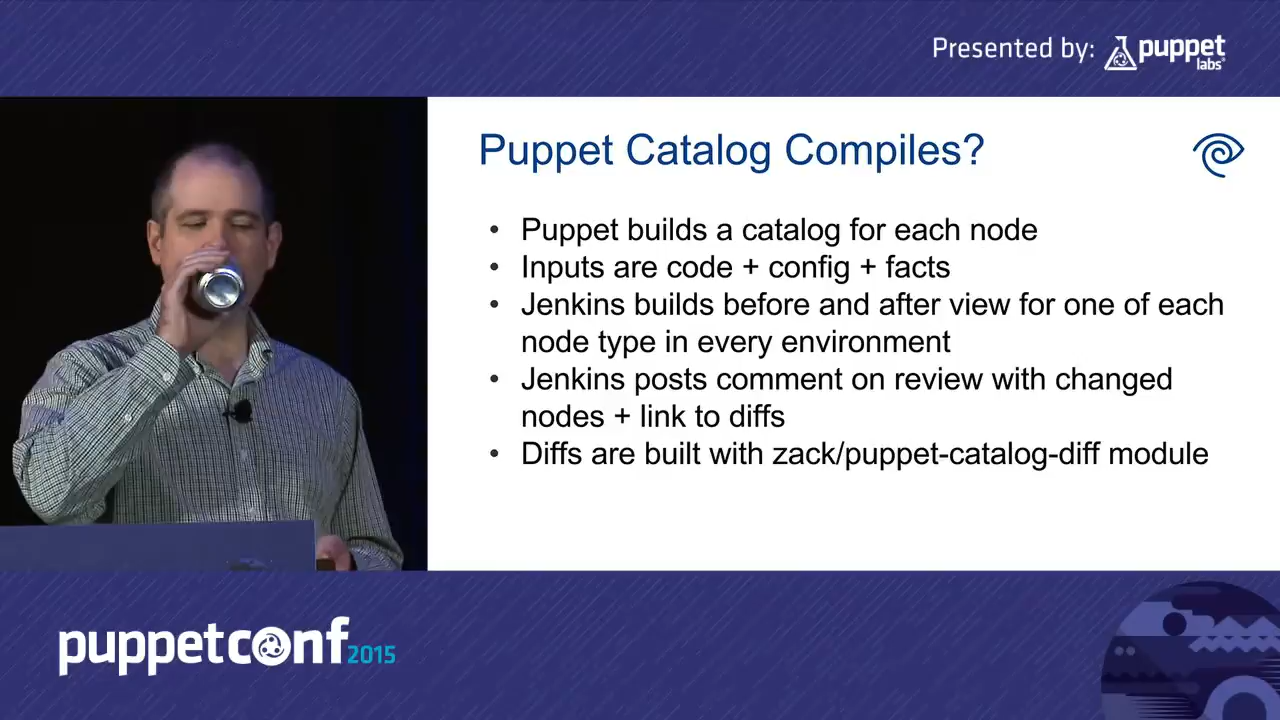 Presented by: puppet labs
Puppet Catalog Compiles?
• Puppet builds a catalog for each node
• Inputs are code + config + facts
• Jenkins builds before and after view for one of each
node type in every environment
• Jenkins posts comment on review with changed
nodes + link to diffs
• Diffs are built with zack/puppet-catalog-diff module
puppetconf 2015